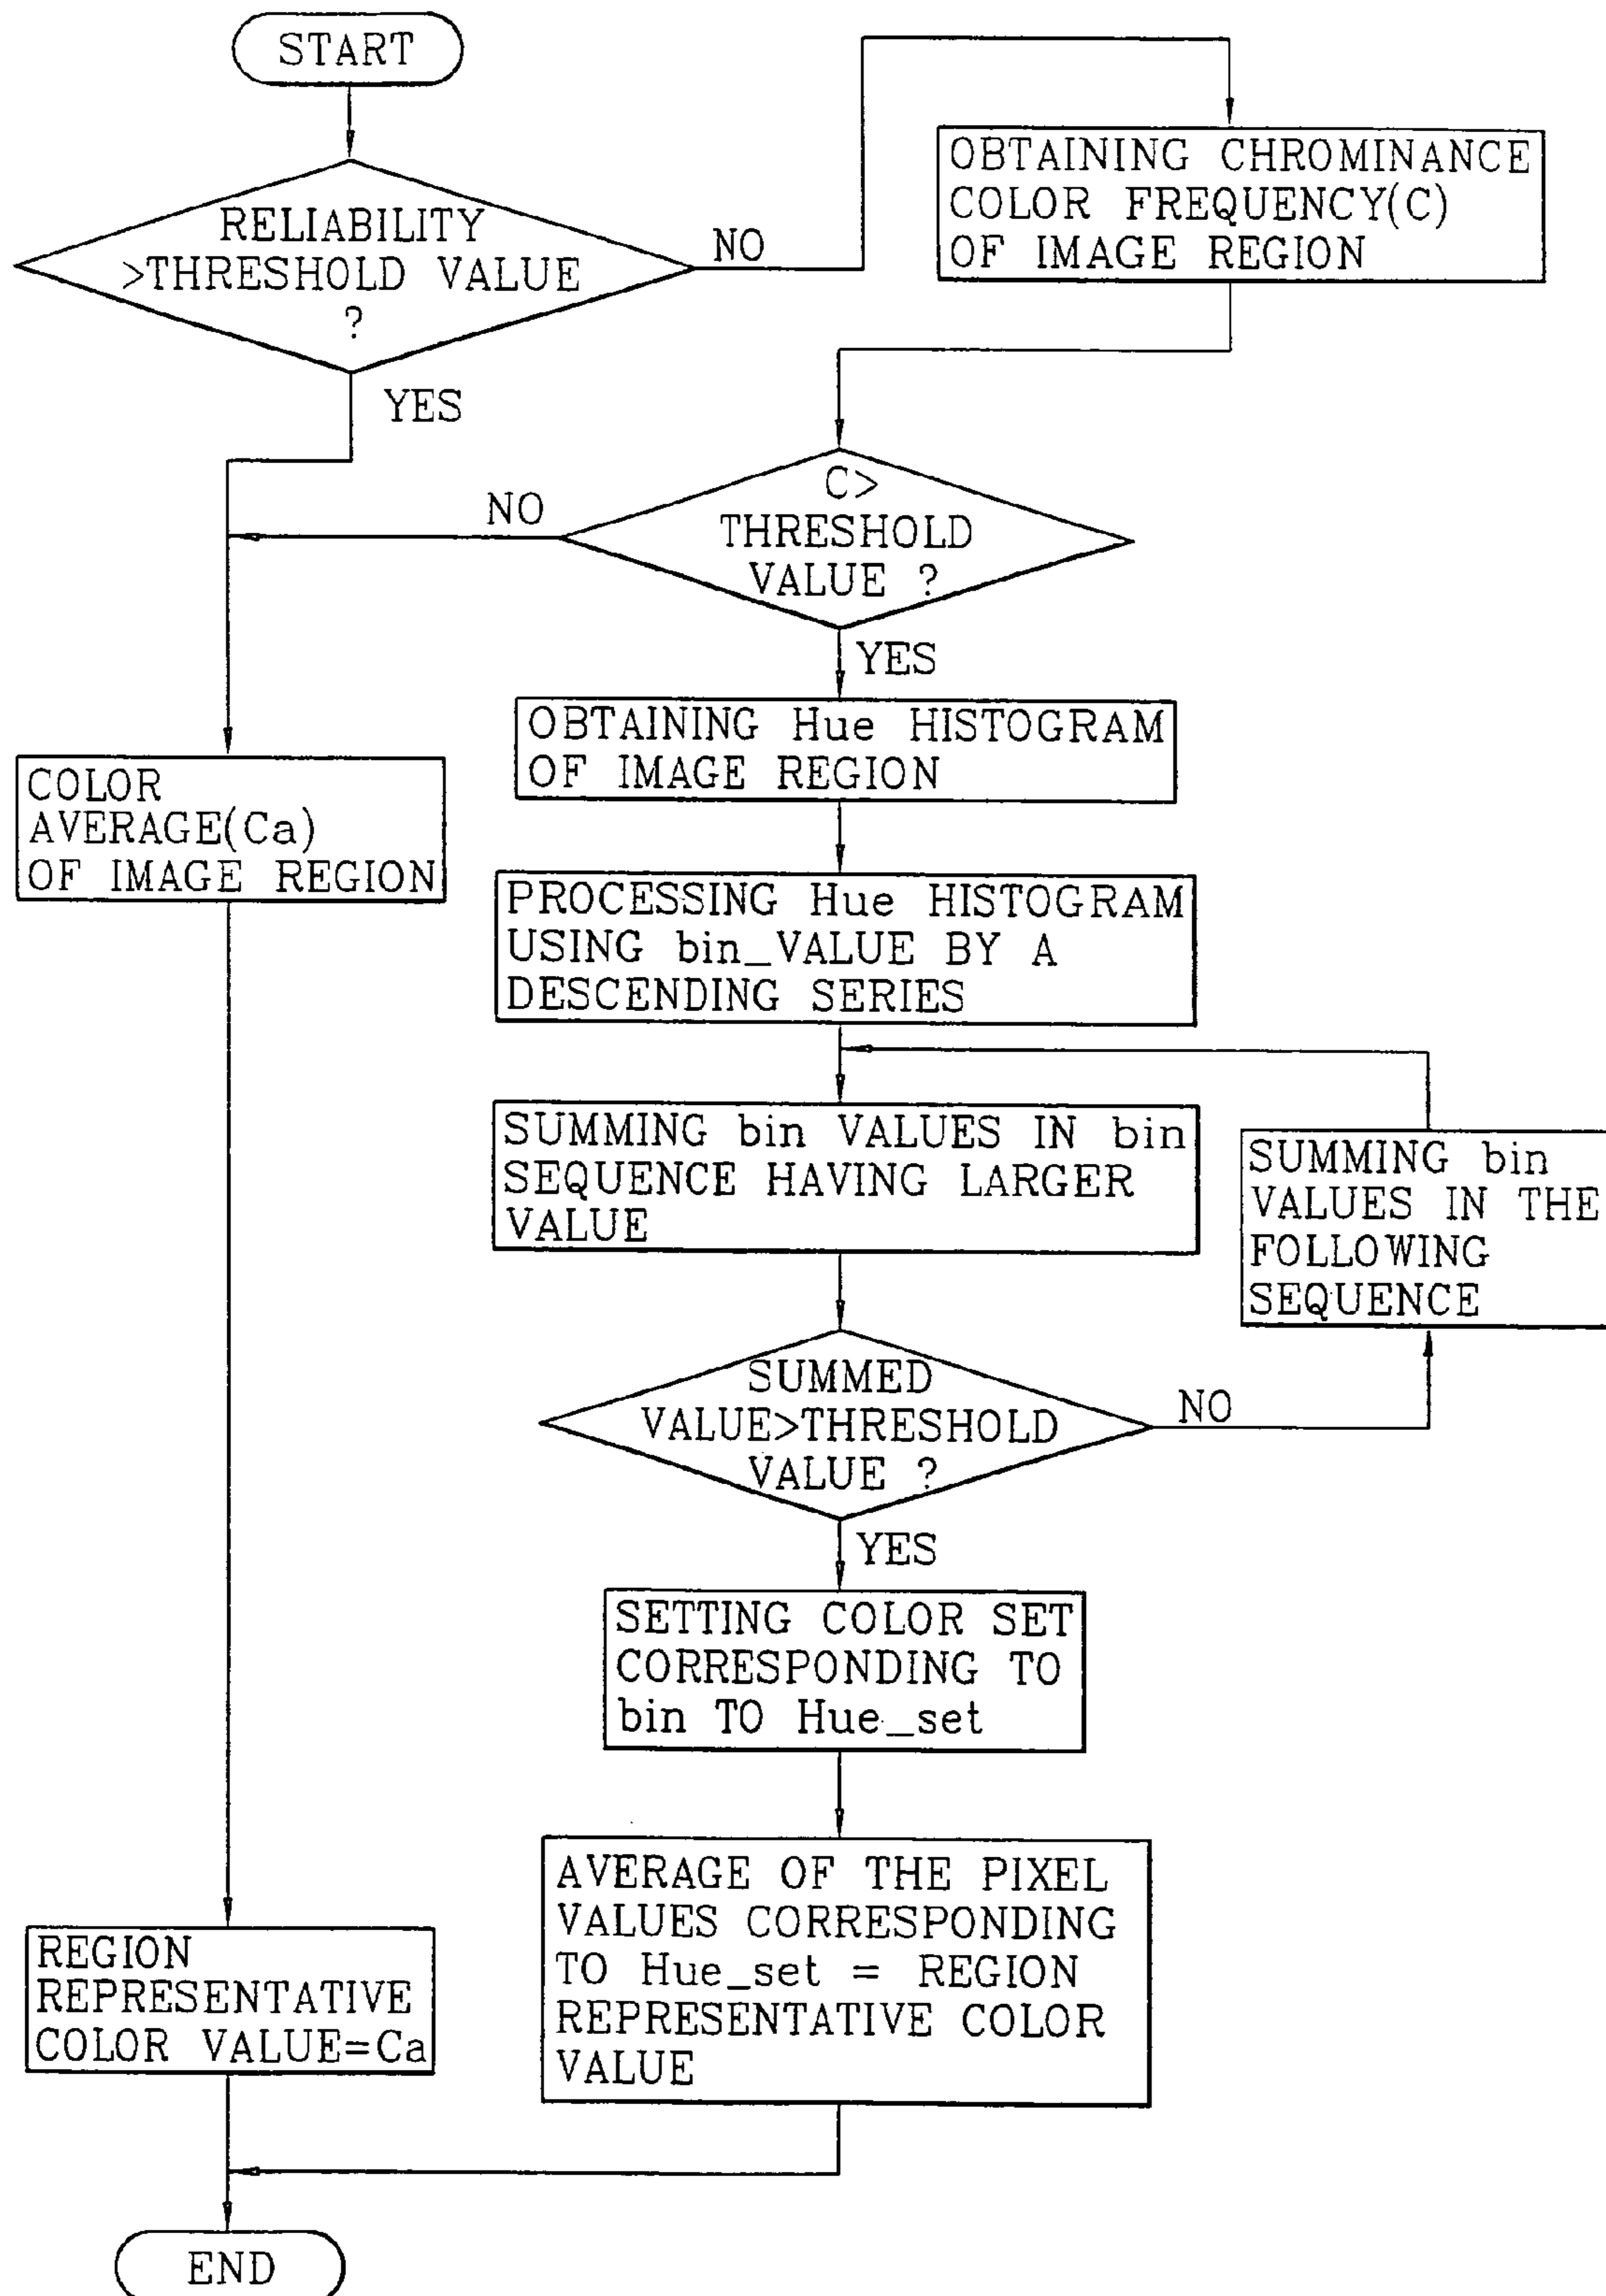 START
RELIABILITY
>THRESHOLD VALUE
?
NO
YES
OBTAINING CHROMINANCE
COLOR FREQUENCY(C)
OF IMAGE REGION
C>
THRESHOLD
VALUE ?
NO
YES
OBTAINING Hue HISTOGRAM
OF IMAGE REGION
COLOR
AVERAGE(Ca)
OF IMAGE REGION
PROCESSING Hue HISTOGRAM
USING bin_VALUE BY A
DESCENDING SERIES
SUMMING bin VALUES IN bin
SEQUENCE HAVING LARGER
VALUE
SUMMING bin
VALUES IN THE
FOLLOWING
SEQUENCE
SUMMED
VALUE>THRESHOLD
VALUE ?
NO
YES
SETTING COLOR SET
CORRESPONDING TO
bin TO Hue_set
AVERAGE OF THE PIXEL
VALUES CORRESPONDING
TO Hue_set = REGION
REPRESENTATIVE COLOR
VALUE
REGION
REPRESENTATIVE
COLOR VALUE=Ca
END